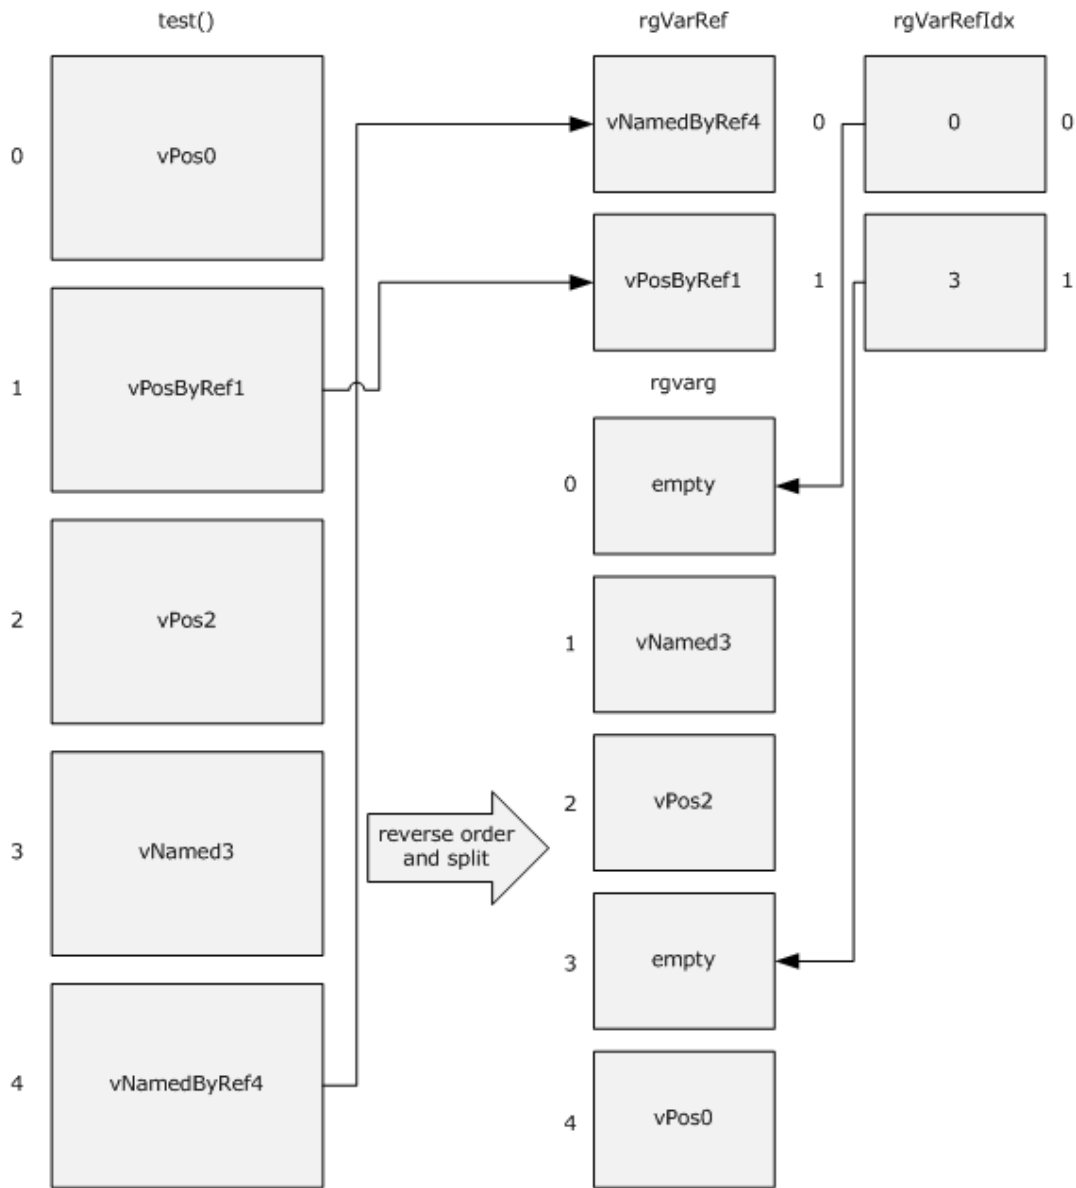 test()
rgVarRef
rgVarRefIdx
0
vPos0
vNamedByRef4
0
0
0
1
vPosByRef1
vPosByRef1
1
3
1
rgvarg
0
empty
2
vPos2
1
vNamed3
3
vNamed3
reverse order
and split
2
vPos2
3
empty
4
vNamedByRef4
4
vPos0